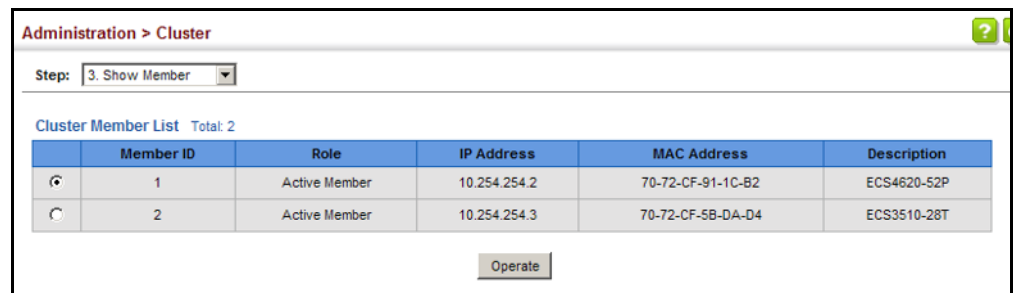 Administration > Cluster
?
Step: 3. Show Member
Cluster Member List Total: 2
Member ID Role IP Address MAC Address Description
1 Active Member 10.254.254.2 70-72-CF-91-1C-B2 ECS4620-52P
2 Active Member 10.254.254.3 70-72-CF-5B-DA-D4 ECS3510-28T
Operate